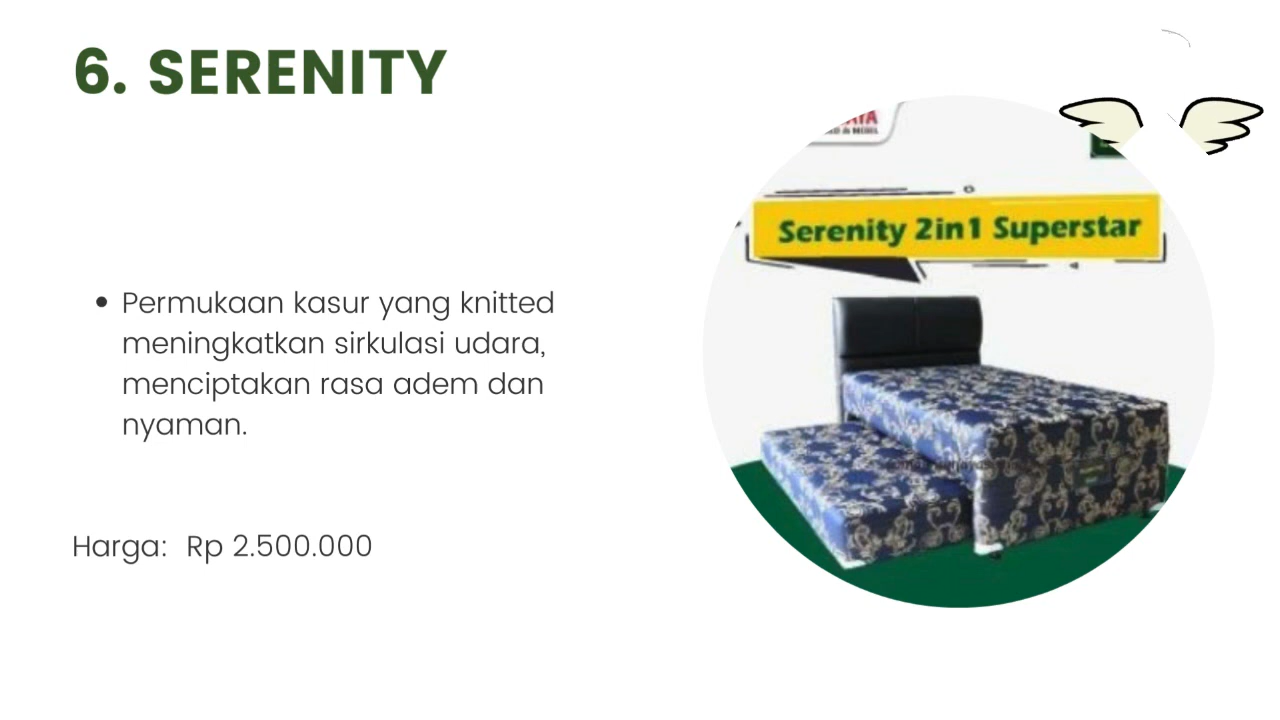 6. SERENITY
Serenity 2in1 Superstar
• Permukaan kasur yang knitted
meningkatkan sirkulasi udara,
menciptakan rasa adem dan
nyaman.
Harga: Rp 2.500.000